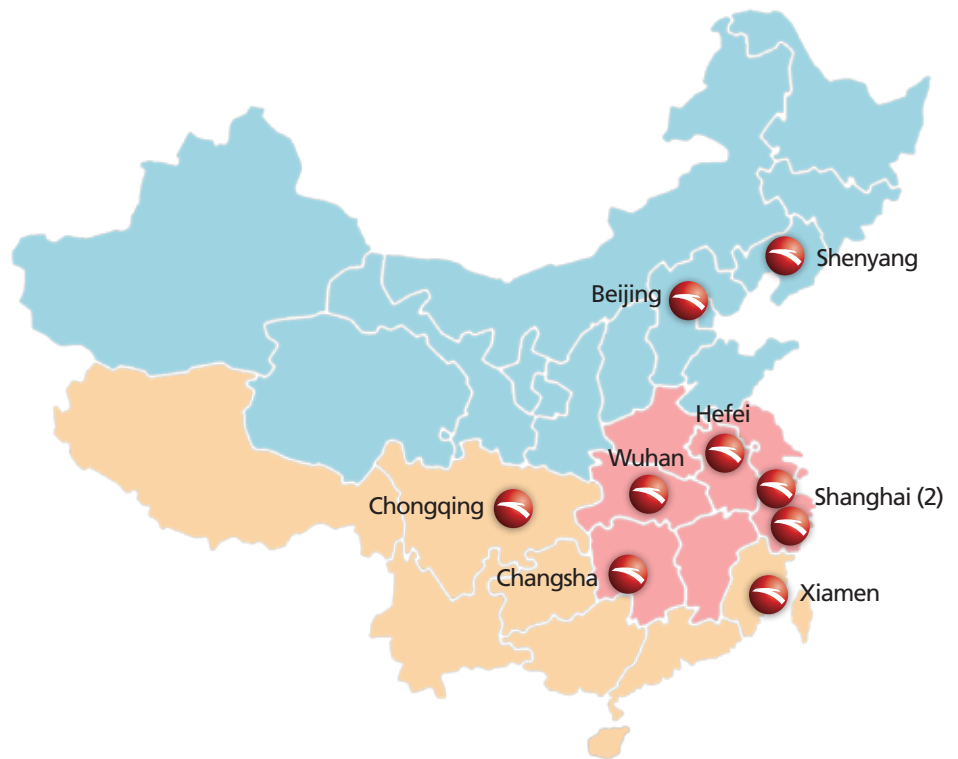 Shenyang
Beijing
Hefei
Wuhan
Shanghai (2)
Chongqing
Changsha
Xiamen